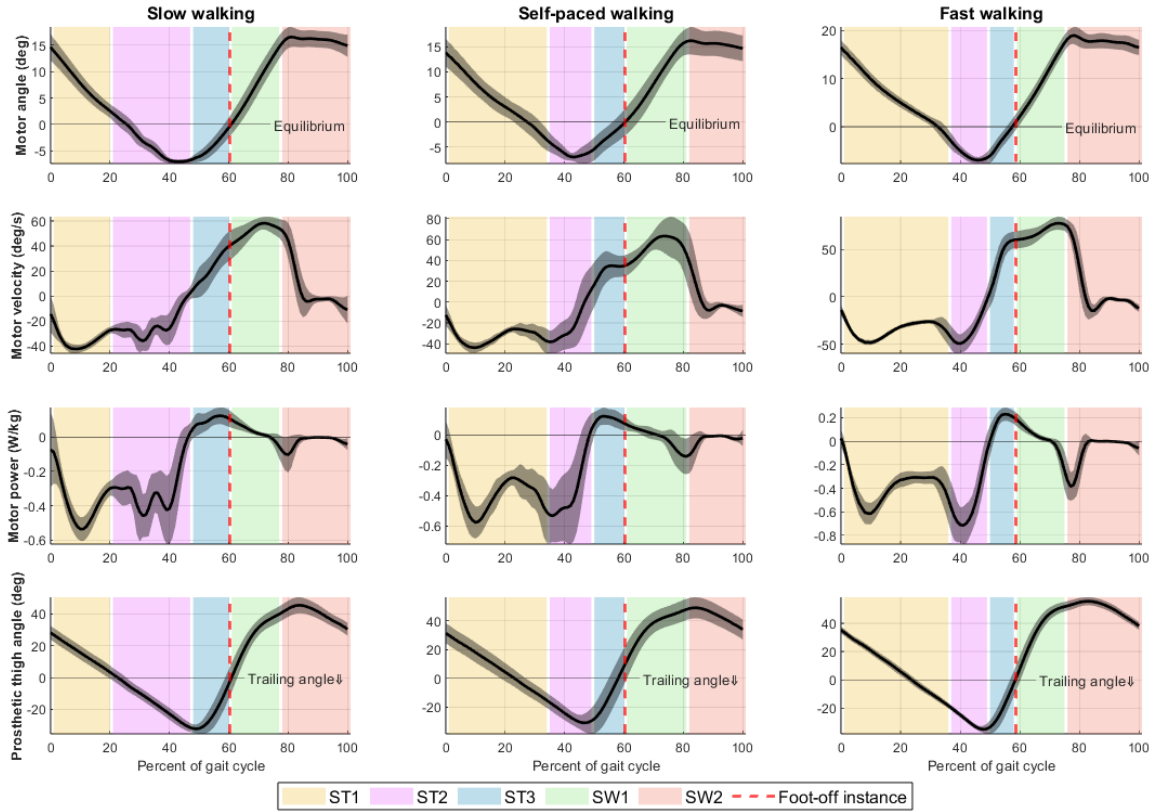 Slow walking
Self-paced walking
Fast walking
Motor angle (deg)
15
10
5
0
-5
Equilibrium
0 20 40 60 80 100
15
10
5
0
-5
Equilibrium
0 20 40 60 80 100
20
10
0
Equilibrium
0 20 40 60 80 100
Motor velocity (deg/s)
60
40
20
0
-20
-40
0 20 40 60 80 100
80
60
40
20
0
-20
-40
0 20 40 60 80 100
50
0
-50
0 20 40 60 80 100
Motor power (W/kg)
0
-0.2
-0.4
-0.6
0 20 40 60 80 100
0
-0.2
-0.4
-0.6
0 20 40 60 80 100
0.2
0
-0.2
-0.4
-0.6
-0.8
0 20 40 60 80 100
Prosthetic thigh angle (deg)
40
20
0
-20
Trailing angle⇓
0 20 40 60 80 100
Percent of gait cycle
40
20
0
-20
Trailing angle⇓
0 20 40 60 80 100
Percent of gait cycle
40
20
0
-20
Trailing angle⇓
0 20 40 60 80 100
Percent of gait cycle
ST1 ST2 ST3 SW1 SW2 Foot-off instance